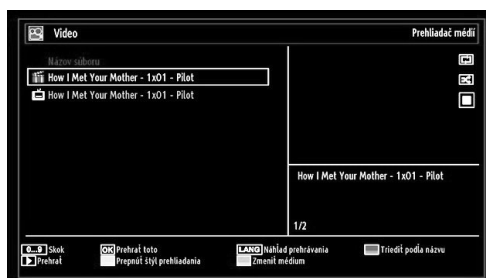 Video
Prehliadač médií
Názov súboru
How I Met Your Mother - 1x01 - Pilot
How I Met Your Mother - 1x01 - Pilot
How I Met Your Mother - 1x01 - Pilot
1/2
0...9 Skok
OK Prehrať toto
LANG Náhľad prehrávania
Triediť podľa názvu
Prehrať
Prepnúť štýl prehliadania
Zmeniť médium